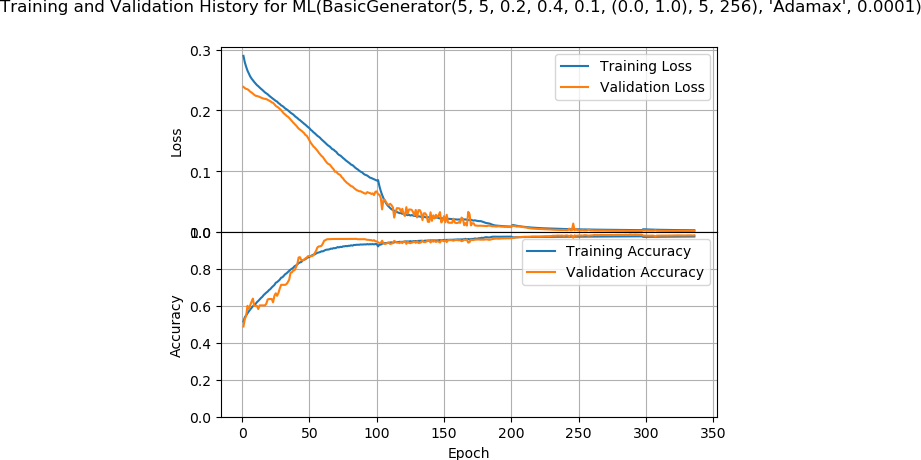 Training and Validation History for ML(BasicGenerator(5, 5, 0.2, 0.4, 0.1, (0.0, 1.0), 5, 256), 'Adamax', 0.0001)
0.3
0.2
0.1
Loss
Training Loss
Validation Loss
1.0
0.8
0.6
0.4
0.2
0.0
Accuracy
Training Accuracy
Validation Accuracy
0 50 100 150 200 250 300 350
Epoch